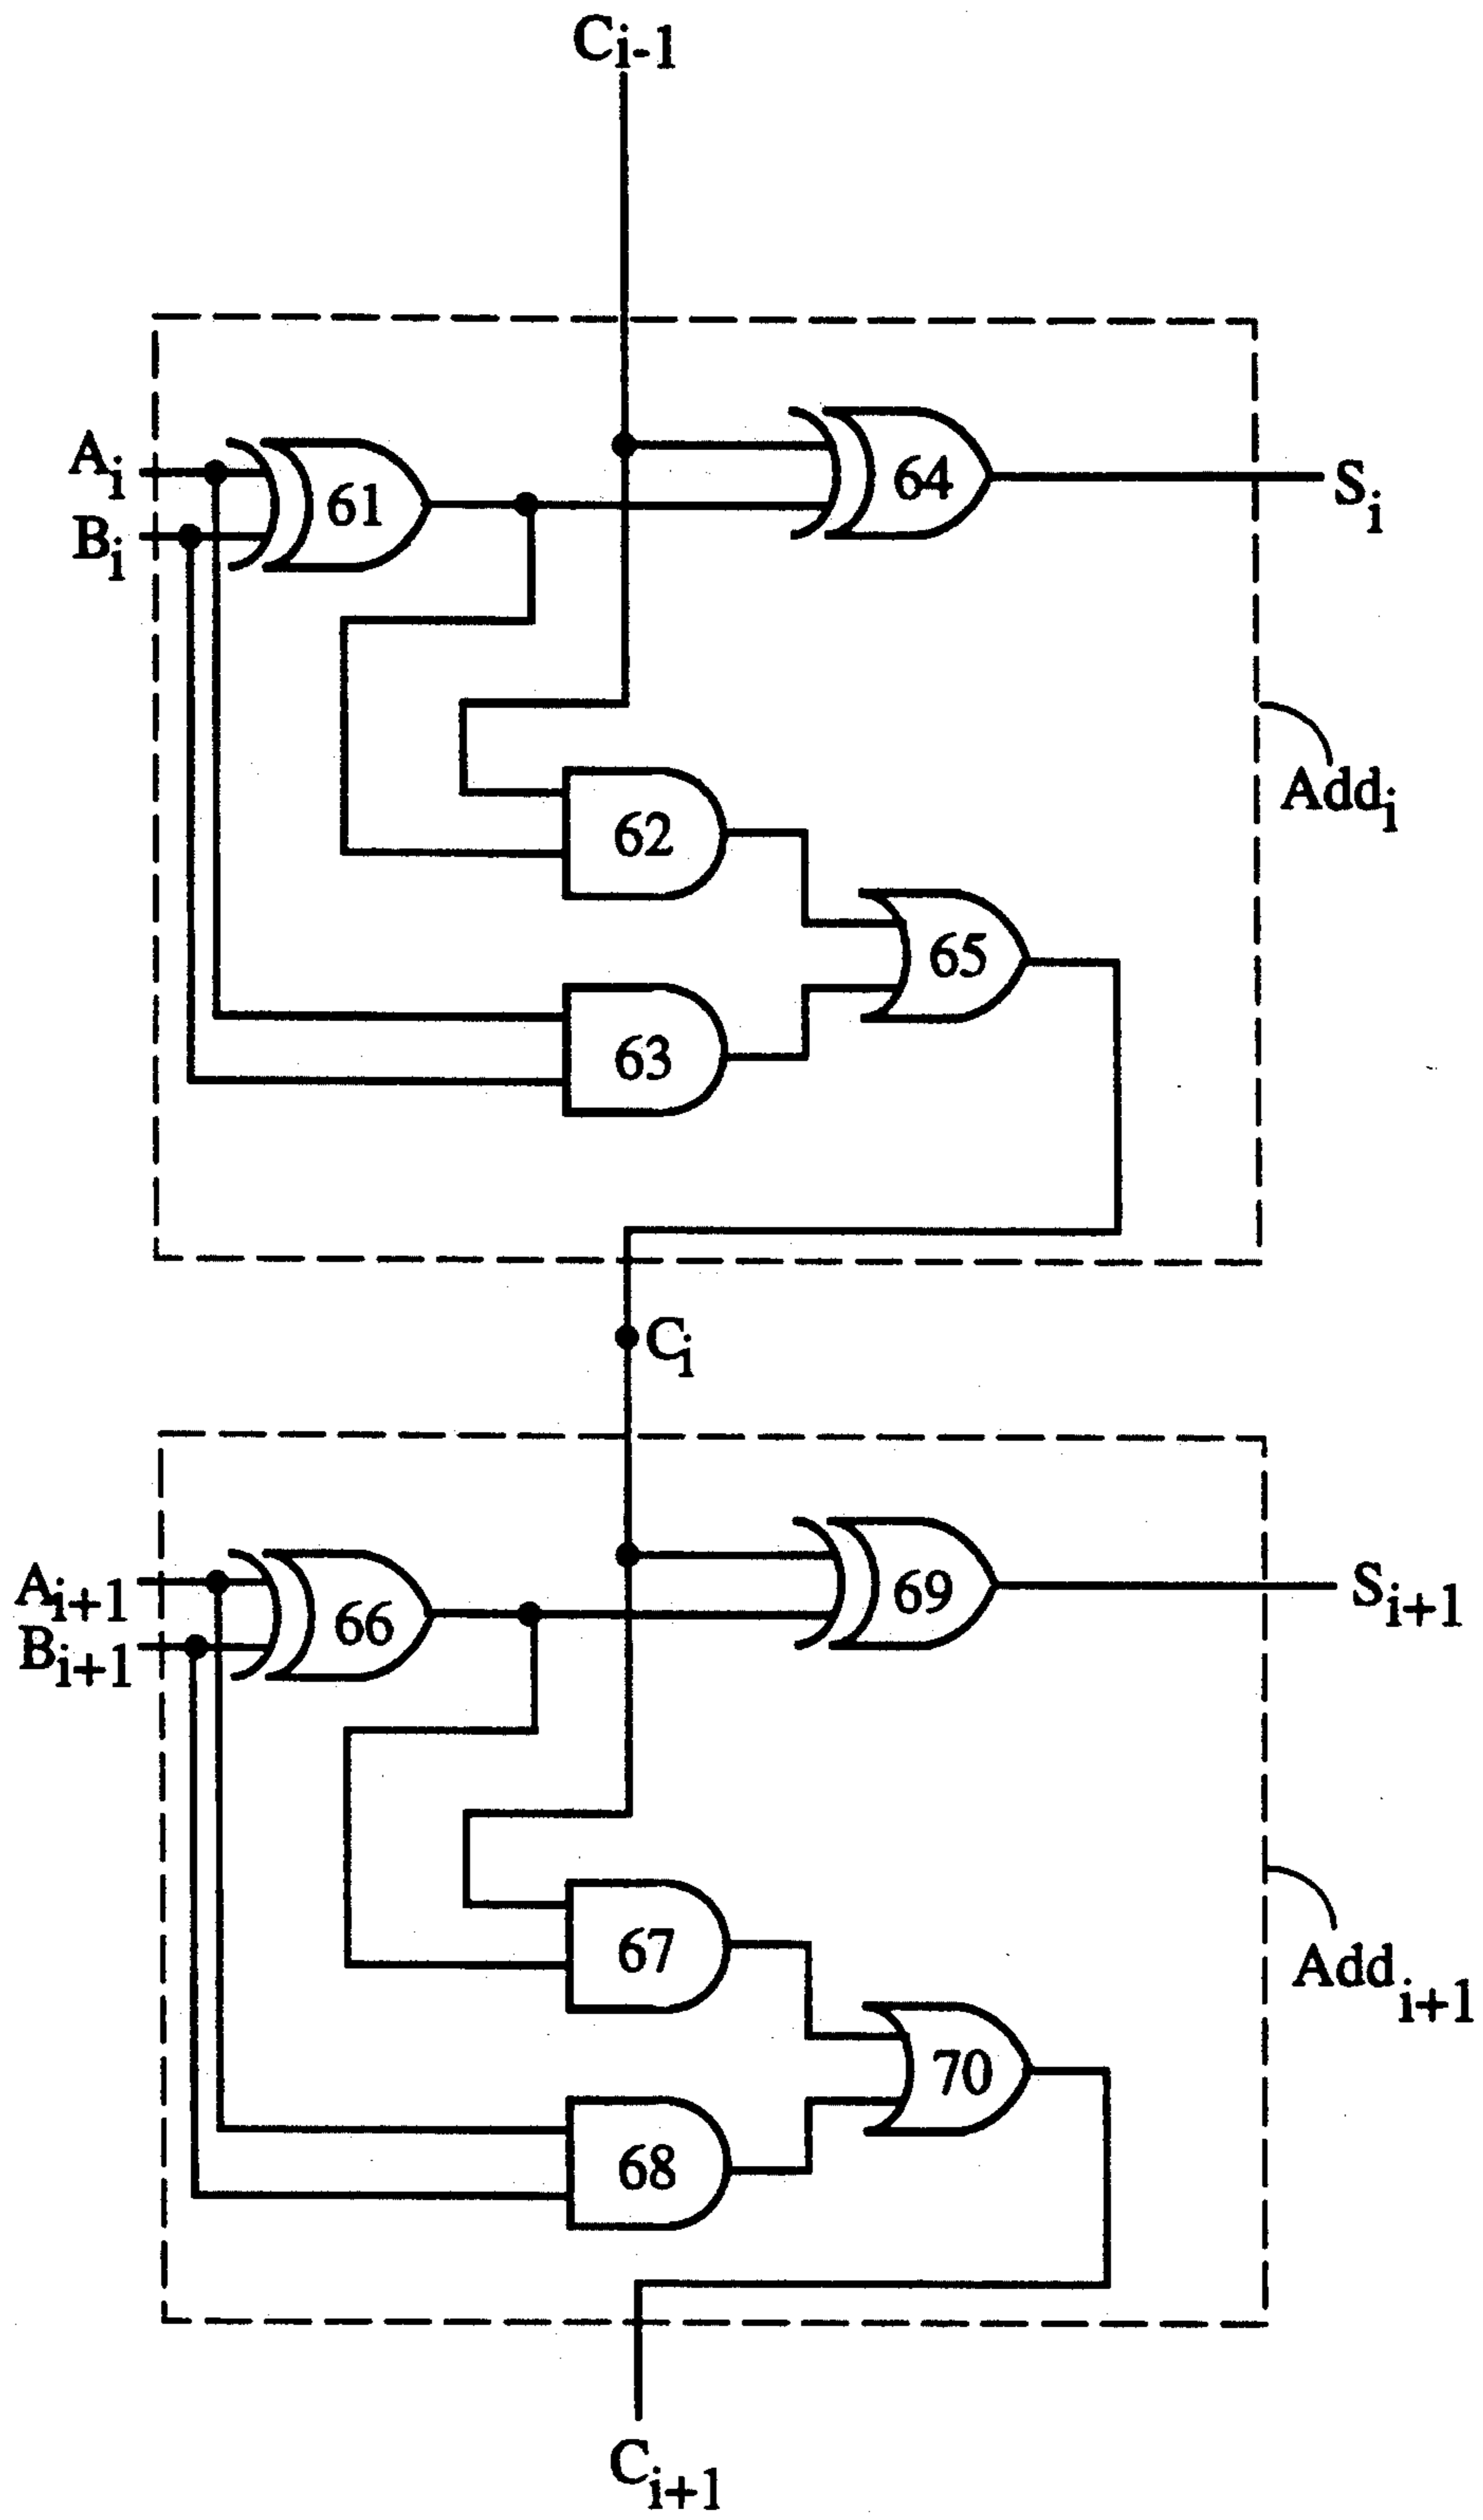 Ci-1
Ai
Bi
61
64
Si
62
Addi
65
63
Ci
Ai+1
Bi+1
66
69
Si+1
67
Addi+1
70
68
Ci+1